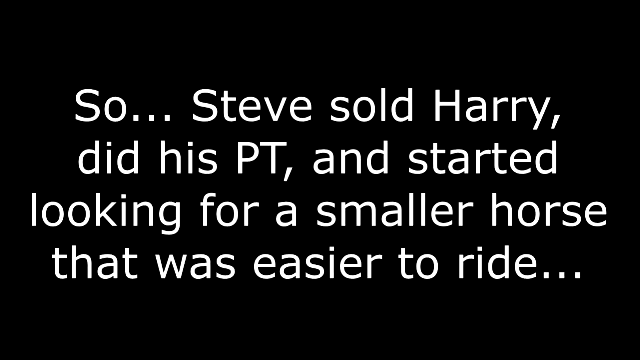 So... Steve sold Harry,
did his PT, and started
looking for a smaller horse
that was easier to ride...